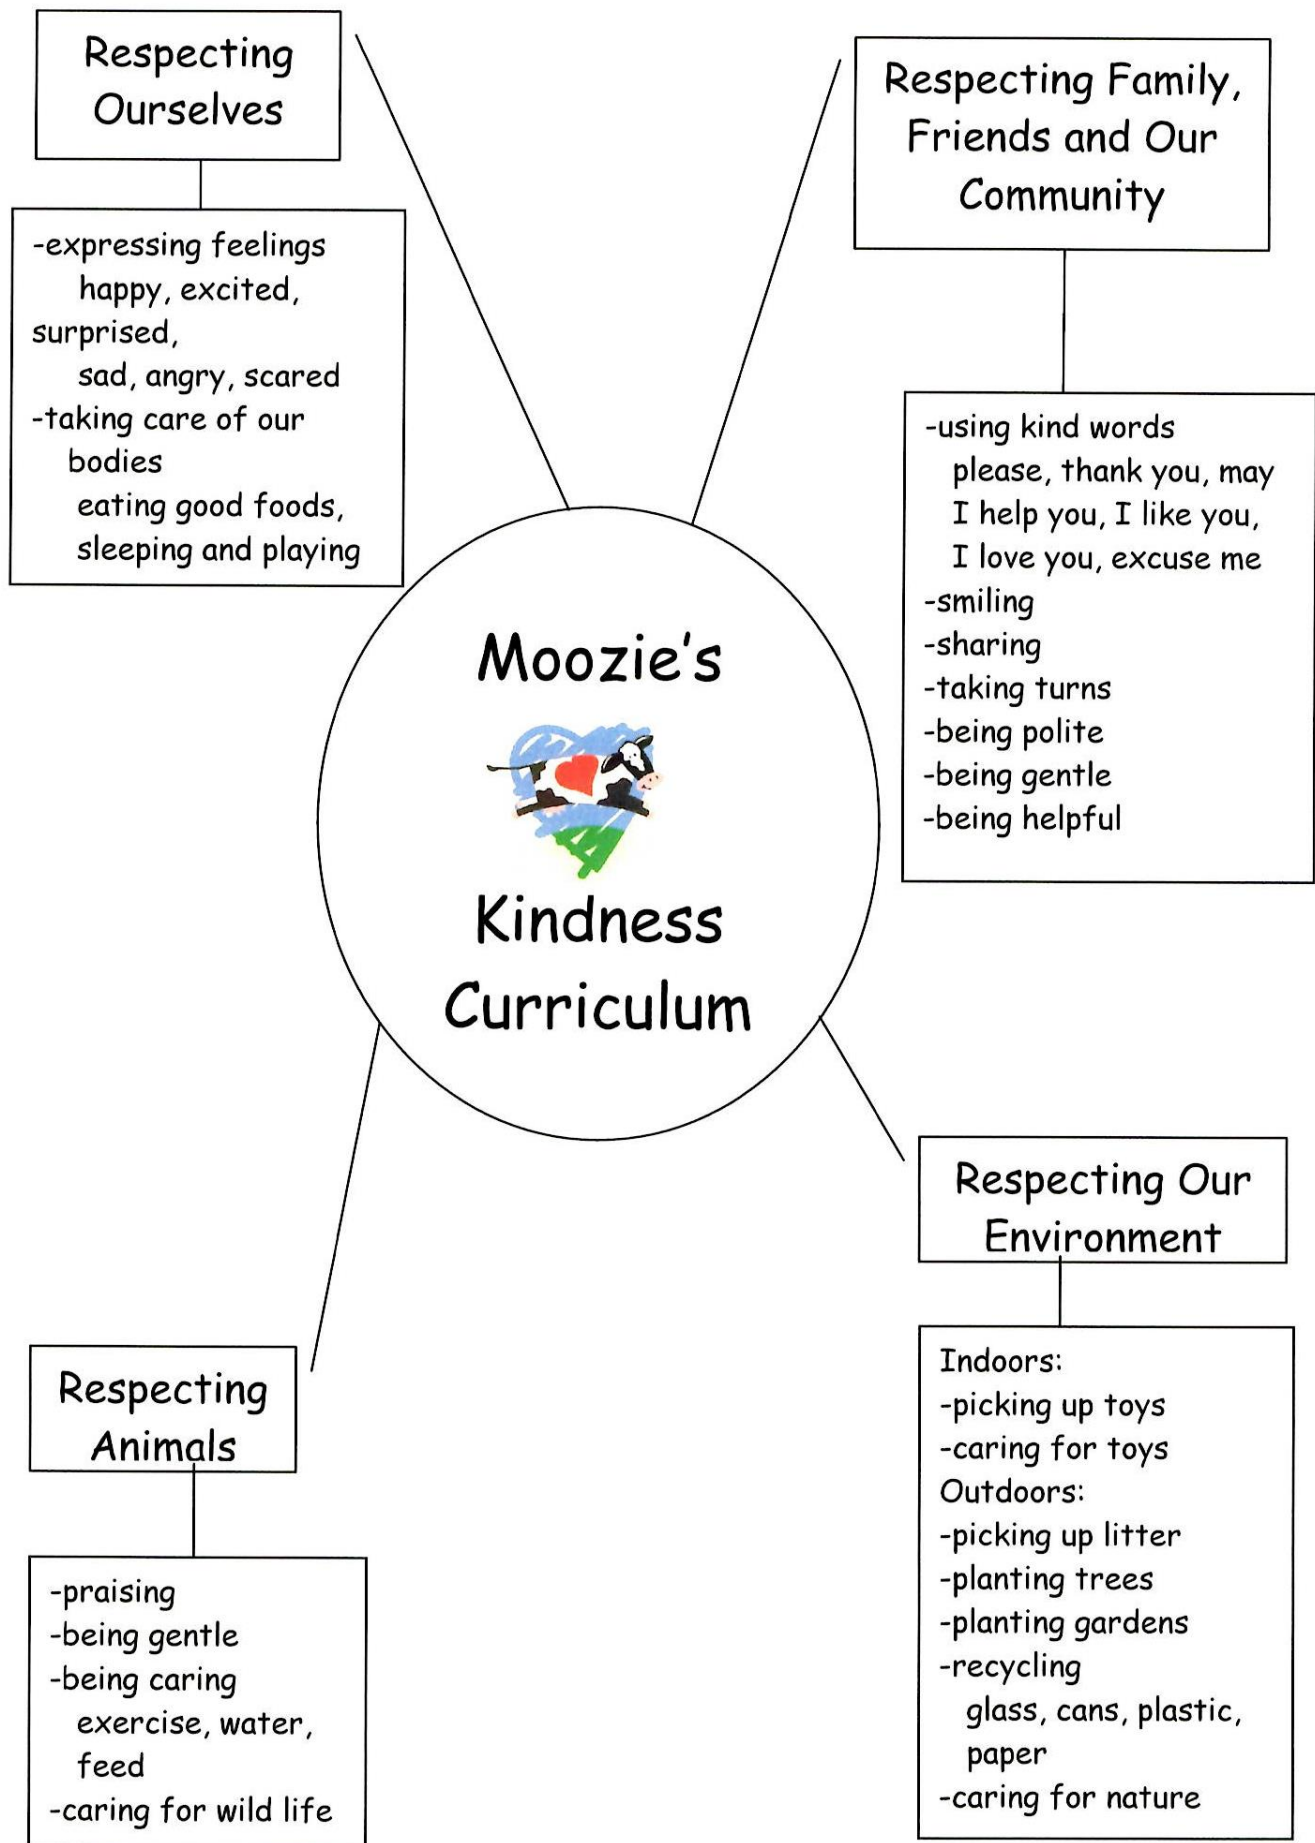 Respecting
Ourselves
-expressing feelings
happy, excited,
surprised,
sad, angry, scared
-taking care of our
bodies
eating good foods,
sleeping and playing
Respecting Family,
Friends and Our
Community
-using kind words
please, thank you, may
I help you, I like you,
I love you, excuse me
-smiling
-sharing
-taking turns
-being polite
-being gentle
-being helpful
Moozie's
Kindness
Curriculum
Respecting
Animals
-praising
-being gentle
-being caring
exercise, water,
feed
-caring for wild life
Respecting Our
Environment
Indoors:
-picking up toys
-caring for toys
Outdoors:
-picking up litter
-planting trees
-planting gardens
-recycling
glass, cans, plastic,
paper
-caring for nature